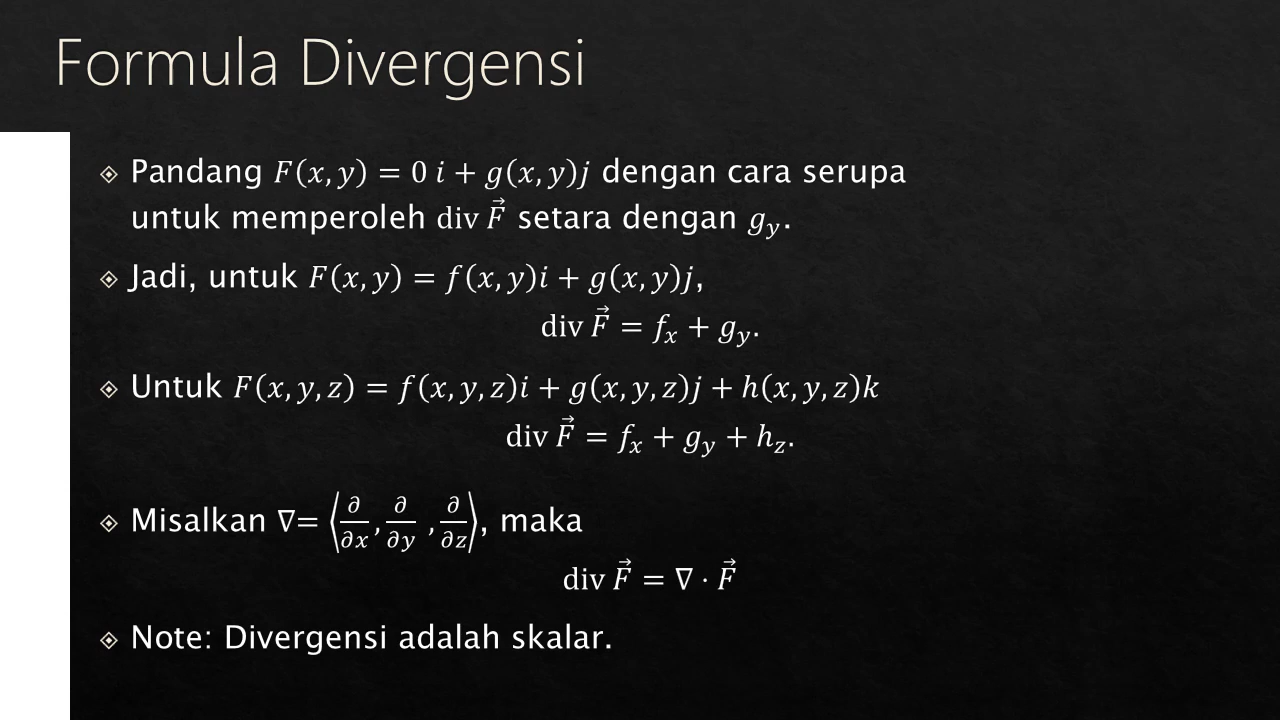 Formula Divergensi
Pandang 𝐹(𝑥, 𝑦) = 0 𝑖 + 𝑔(𝑥, 𝑦)𝑗 dengan cara serupa
untuk memperoleh div 𝐹⃗ setara dengan 𝑔_𝑦.
Jadi, untuk 𝐹(𝑥, 𝑦) = 𝑓(𝑥, 𝑦)𝑖 + 𝑔(𝑥, 𝑦)𝑗,
div 𝐹⃗ = 𝑓_𝑥 + 𝑔_𝑦.
Untuk 𝐹(𝑥, 𝑦, 𝑧) = 𝑓(𝑥, 𝑦, 𝑧)𝑖 + 𝑔(𝑥, 𝑦, 𝑧)𝑗 + ℎ(𝑥, 𝑦, 𝑧)𝑘
div 𝐹⃗ = 𝑓_𝑥 + 𝑔_𝑦 + ℎ_𝑧.
Misalkan ∇= ⟨∂/∂𝑥, ∂/∂𝑦 , ∂/∂𝑧⟩, maka
div 𝐹⃗ = ∇ · 𝐹⃗
Note: Divergensi adalah skalar.